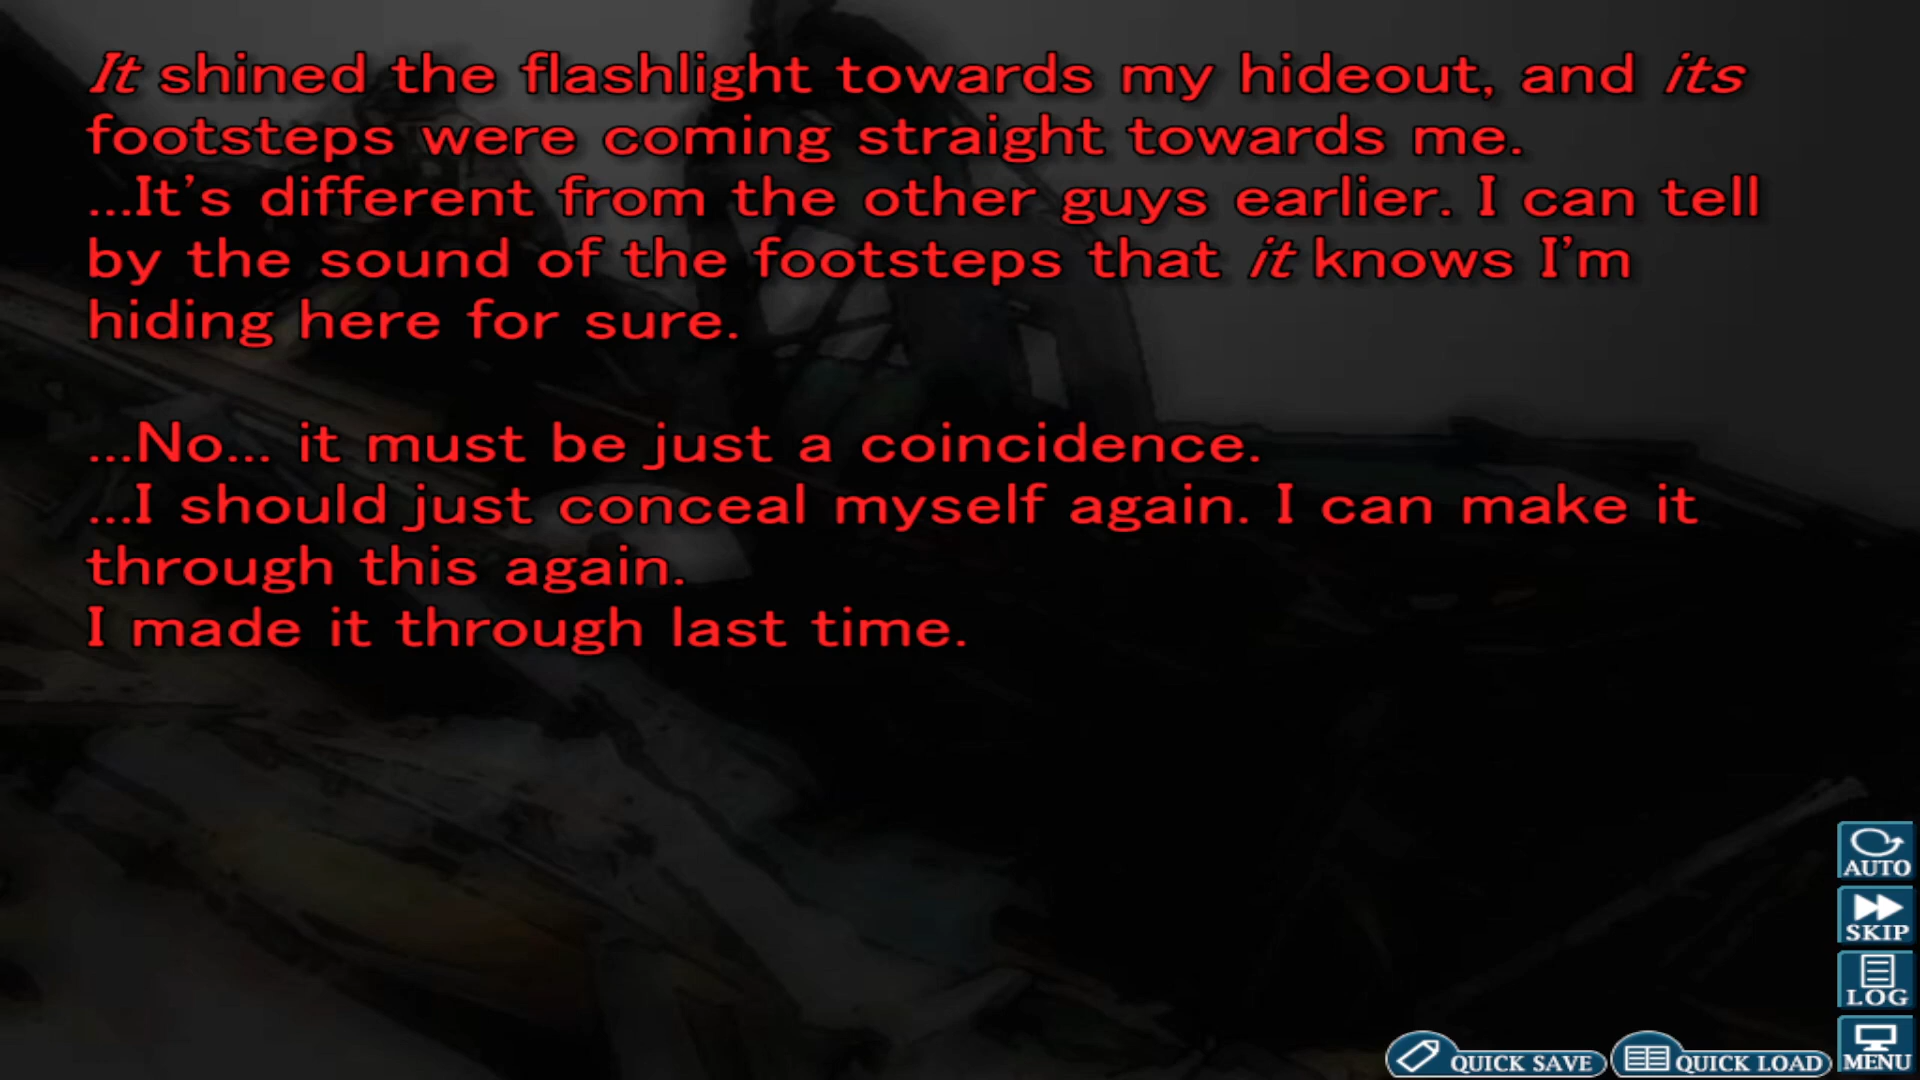 It shined the flashlight towards my hideout, and its
footsteps were coming straight towards me.
...It's different from the other guys earlier. I can tell
by the sound of the footsteps that it knows I'm
hiding here for sure.
...No... it must be just a coincidence.
...I should just conceal myself again. I can make it
through this again.
I made it through last time.
AUTO
SKIP
LOG
QUICK SAVE
QUICK LOAD
MENU